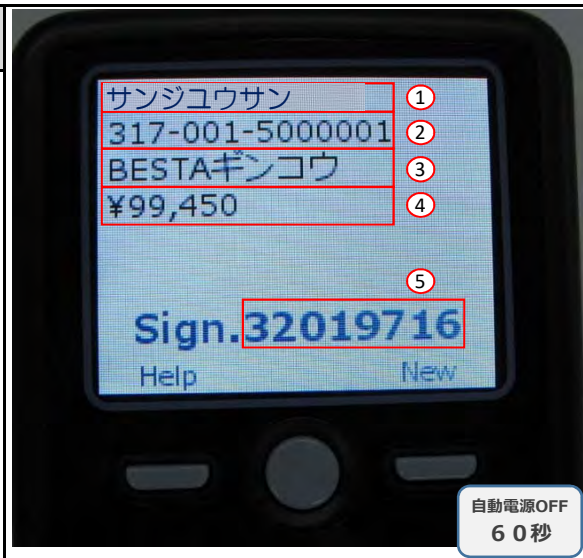 サンジユウサン ①
317-001-5000001 ②
BESTAギンコウ ③
¥99,450 ④
⑤
Sign.32019716
Help New
自動電源OFF
６０秒